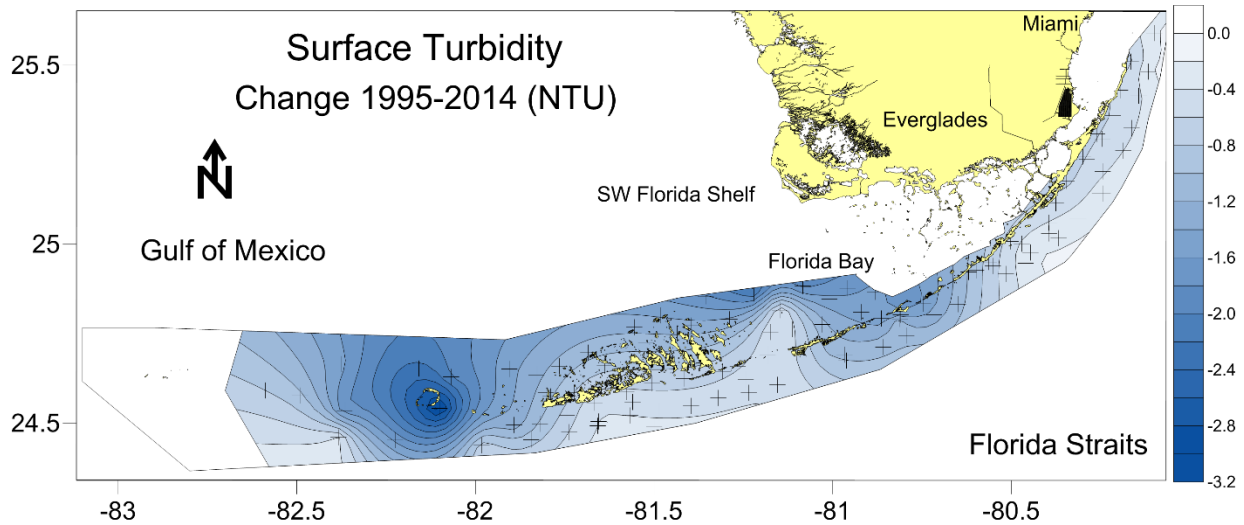 Surface Turbidity
Change 1995-2014 (NTU)
Miami
Everglades
N
SW Florida Shelf
Gulf of Mexico
Florida Bay
Florida Straits
25.5
25
24.5
-83
-82.5
-82
-81.5
-81
-80.5
0.0
-0.4
-0.8
-1.2
-1.6
-2.0
-2.4
-2.8
-3.2